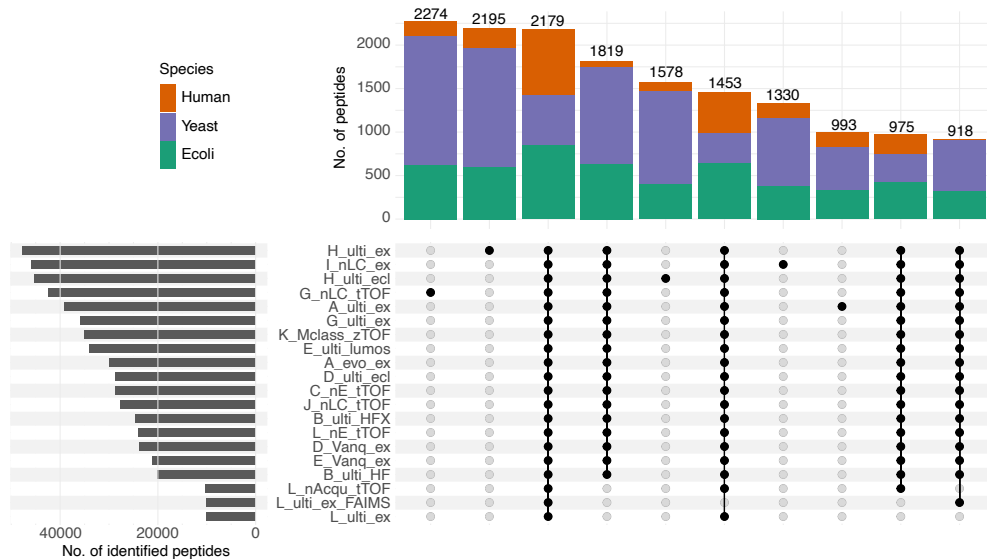 Species
Human
Yeast
Ecoli
No. of peptides
2000
1500
1000
500
0
2274
2195
2179
1819
1578
1453
1330
993
975
918
H_ulti_ex
I_nLC_ex
H_ulti_ecl
G_nLC_tTOF
A_ulti_ex
G_ulti_ex
K_Mclass_zTOF
E_ulti_lumos
A_evo_ex
D_ulti_ecl
C_nE_tTOF
J_nLC_tTOF
B_ulti_HFX
L_nE_tTOF
D_Vanq_ex
E_Vanq_ex
B_ulti_HF
L_nAcqu_tTOF
L_ulti_ex_FAIMS
L_ulti_ex
40000 20000 0
No. of identified peptides